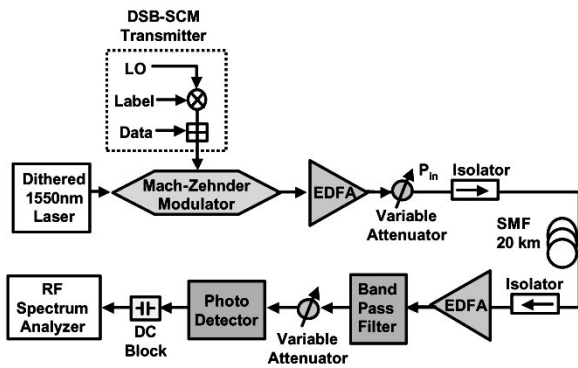 DSB-SCM
Transmitter
LO
Label
Data
Dithered
1550nm
Laser
Mach-Zehnder
Modulator
EDFA
Pin
Variable
Attenuator
Isolator
SMF
20 km
Isolator
EDFA
Band
Pass
Filter
Variable
Attenuator
Photo
Detector
DC
Block
RF
Spectrum
Analyzer